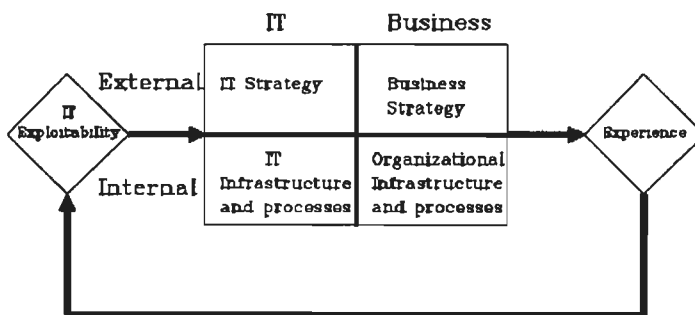 IT Business
External
IT Strategy
Business
Strategy
IT
Exploitability
Experience
Internal
IT
Infrastructure
and processes
Organizational
Infrastructure
and processes